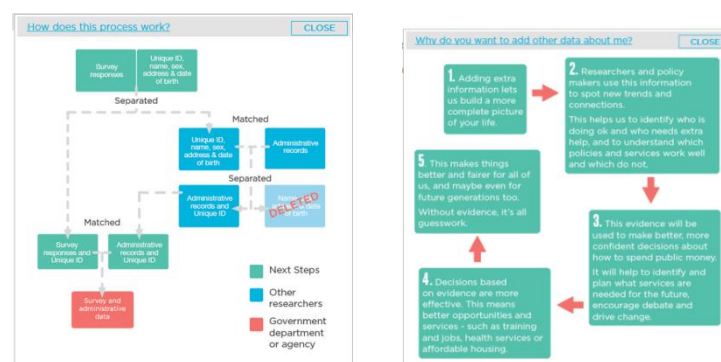 How does this process work?
CLOSE
Survey
responses
Unique ID,
name, sex,
address & date
of birth
Separated
Matched
Unique ID,
name, sex,
address & date
of birth
Administrative
records
Separated
Administrative
records and
Unique ID
DELETED
Matched
Survey
responses and
Unique ID
Administrative
records and
Unique ID
Survey and
administrative
data
Next Steps
Other
researchers
Government
department
or agency
Why do you want to add other data about me?
CLOSE
1. Adding extra
information lets
us build a more
complete picture
of your life.
2. Researchers and policy
makers use this information
to spot new trends and
connections.
This helps us to identify who is
doing ok and who needs extra
help, and to understand which
policies and services work well
and which do not.
3. This evidence will be
used to make better, more
confident decisions about
how to spend public money.
It will help to identify and
plan what services are
needed for the future,
encourage debate and
drive change.
4. Decisions based
on evidence are more
effective. This means
better opportunities and
services - such as training
and jobs, health services or
affordable housing.
5. This makes things
better and fairer for all of
us, and maybe even for
future generations too.
Without evidence, it's all
guesswork.